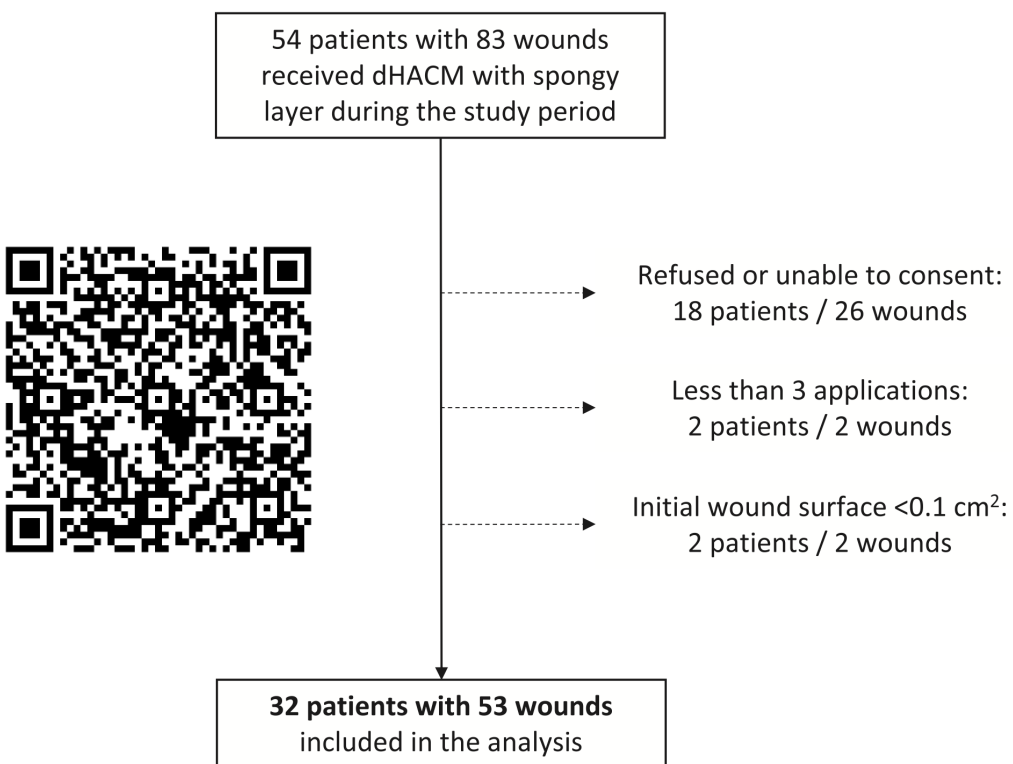 54 patients with 83 wounds
received dHACM with spongy
layer during the study period
Refused or unable to consent:
18 patients / 26 wounds
Less than 3 applications:
2 patients / 2 wounds
Initial wound surface <0.1 cm²:
2 patients / 2 wounds
32 patients with 53 wounds
included in the analysis